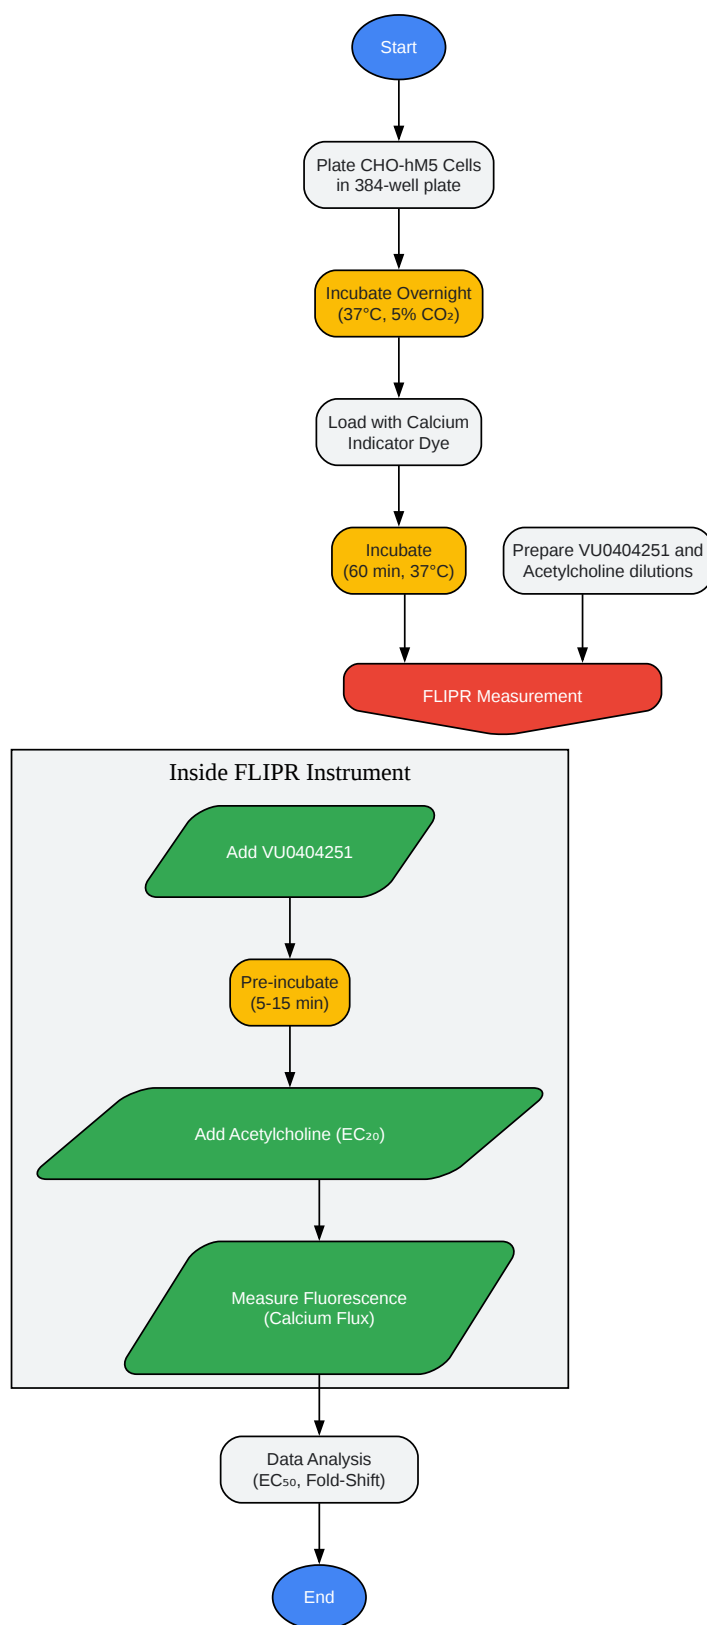 Start
Plate CHO-hM5 Cells
in 384-well plate
Incubate Overnight
(37°C, 5% CO₂)
Load with Calcium
Indicator Dye
Incubate
(60 min, 37°C)
Prepare VU0404251 and
Acetylcholine dilutions
FLIPR Measurement
Inside FLIPR Instrument
Add VU0404251
Pre-incubate
(5-15 min)
Add Acetylcholine (EC₂₀)
Measure Fluorescence
(Calcium Flux)
Data Analysis
(EC₅₀, Fold-Shift)
End